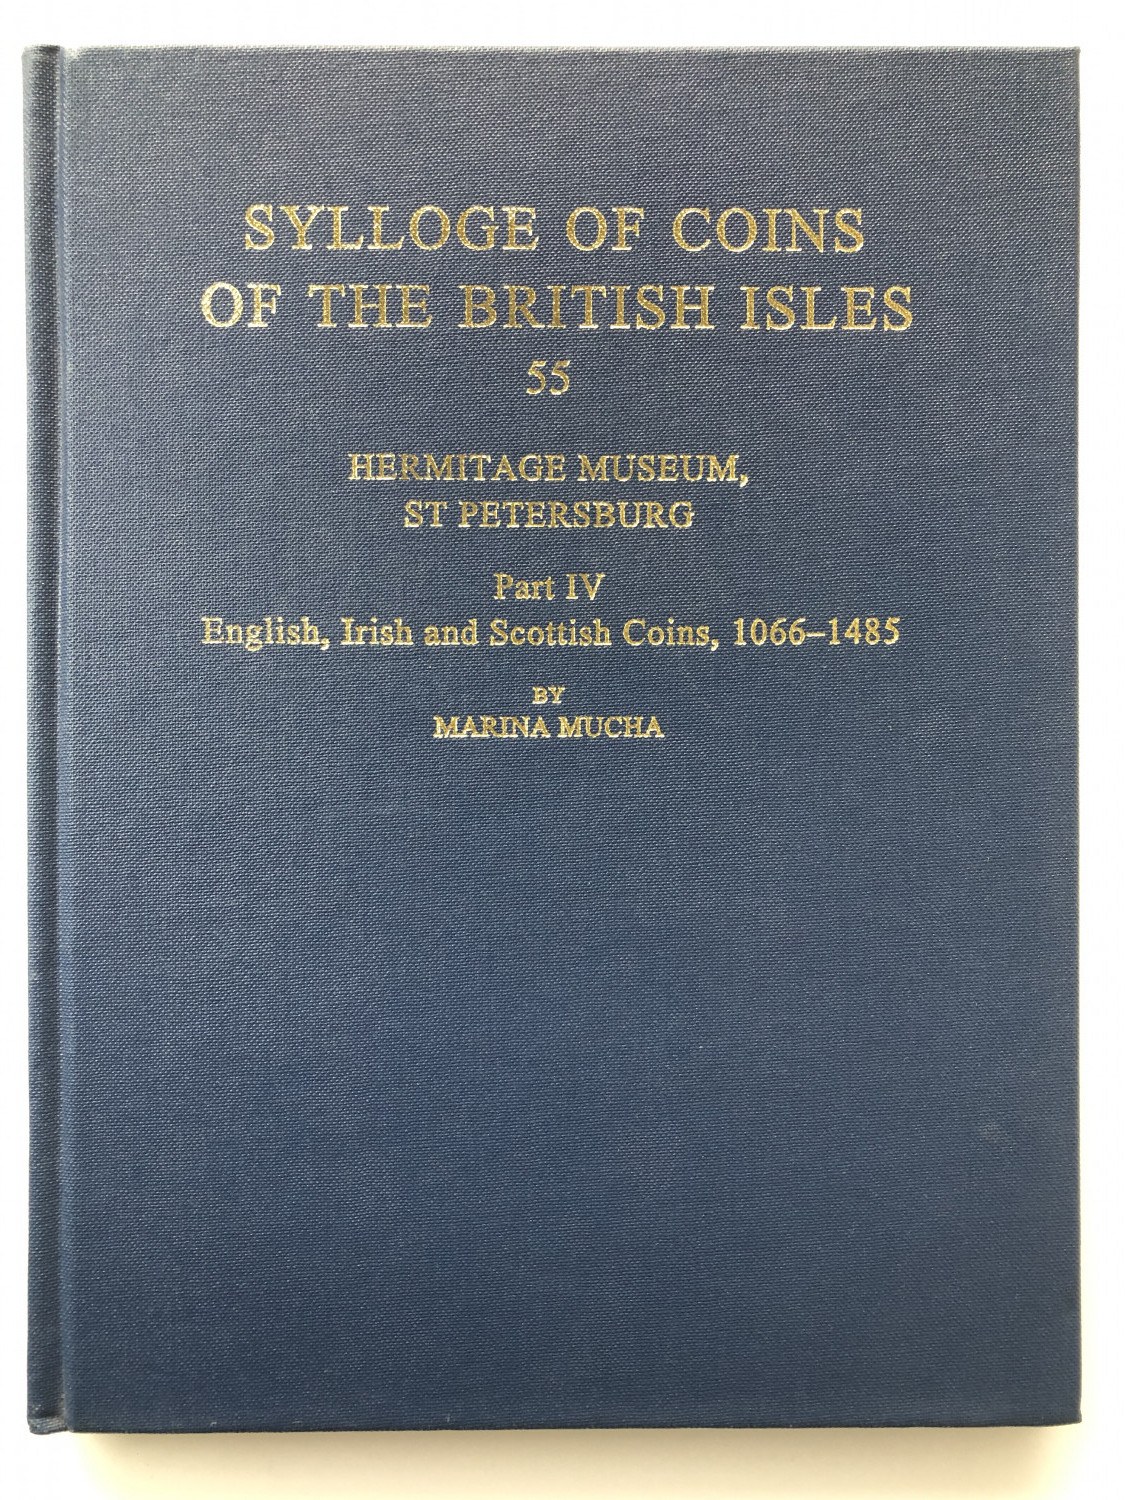 SYLLOGE OF COINS
OF THE BRITISH ISLES
55
HERMITAGE MUSEUM,
ST PETERSBURG
Part IV
English, Irish and Scottish Coins, 1066–1485
BY
MARINA MUCHA